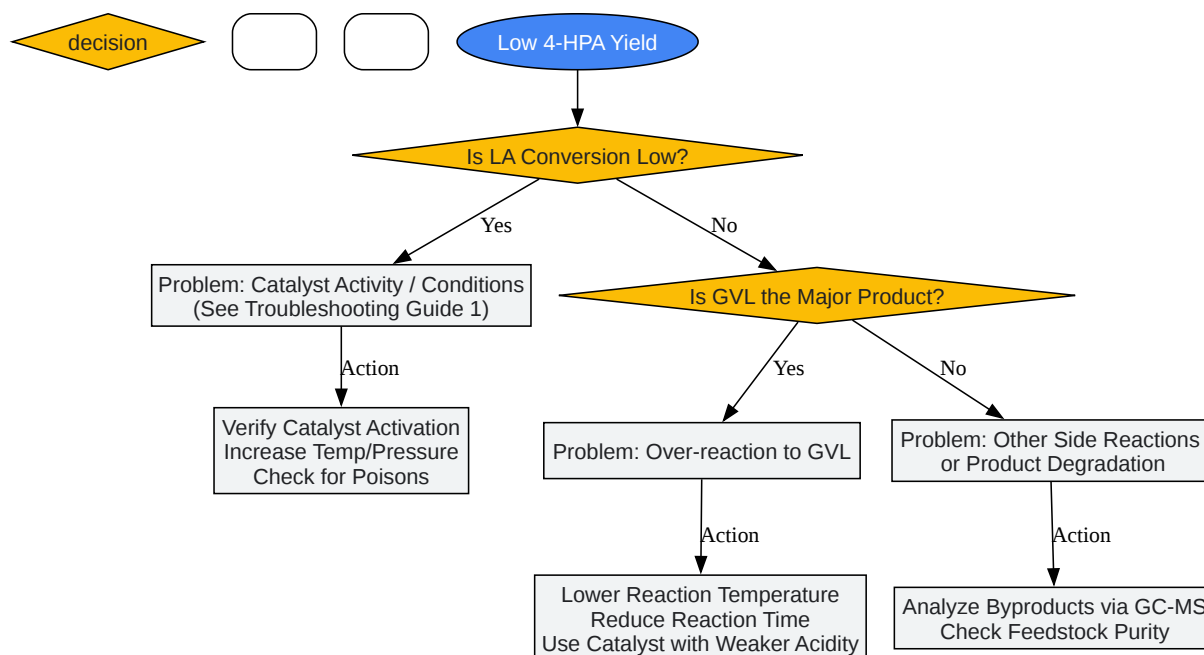 decision
Low 4-HPA Yield
Is LA Conversion Low?
Yes
No
Problem: Catalyst Activity / Conditions
(See Troubleshooting Guide 1)
Is GVL the Major Product?
Action
Yes
No
Verify Catalyst Activation
Increase Temp/Pressure
Check for Poisons
Problem: Over-reaction to GVL
Problem: Other Side Reactions
or Product Degradation
Action
Action
Lower Reaction Temperature
Reduce Reaction Time
Use Catalyst with Weaker Acidity
Analyze Byproducts via GC-MS
Check Feedstock Purity